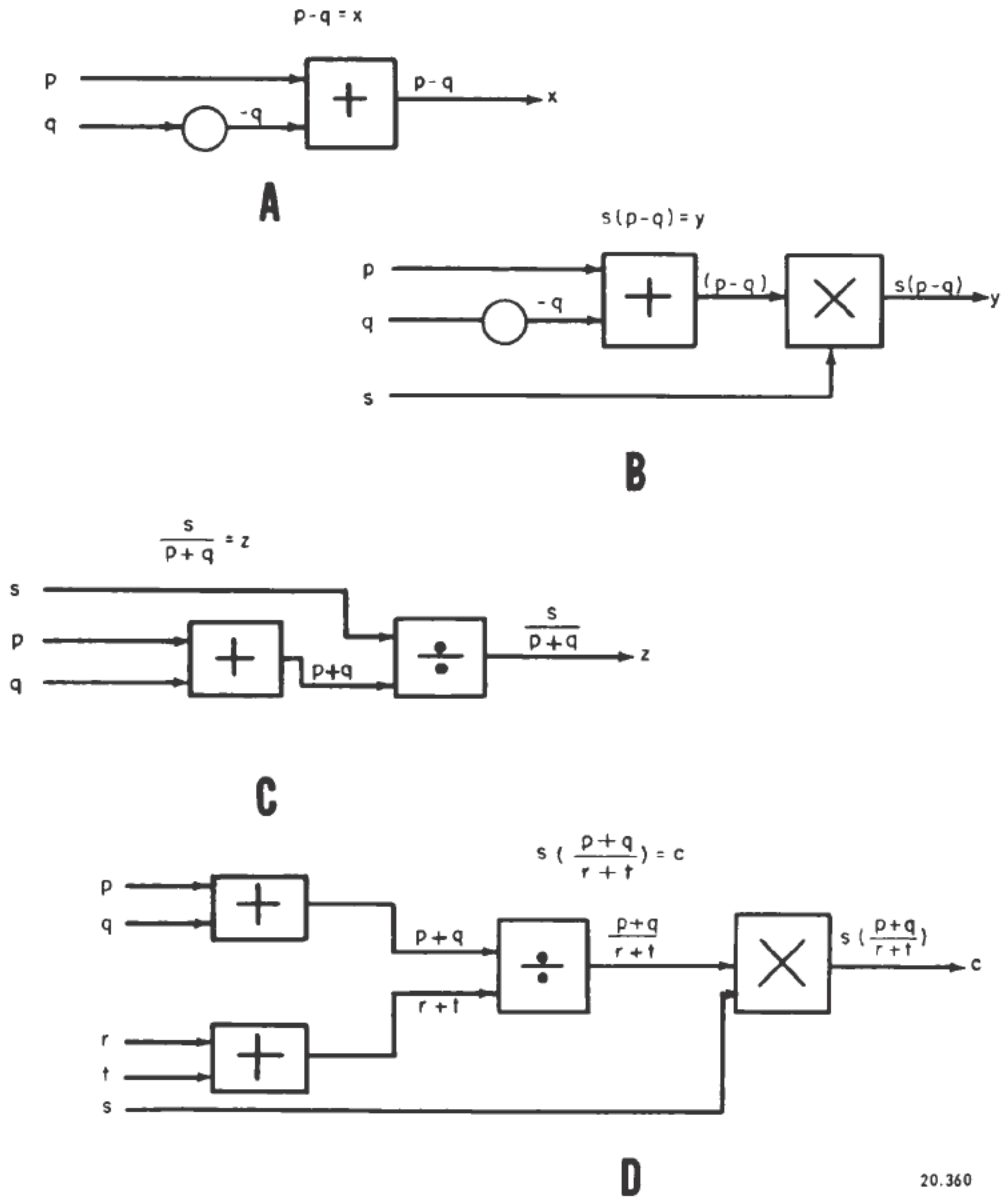 p-q = x
p
-q
p-q
x
q
+
A
s(p-q) = y
p
-q
(p-q)
s(p-q)
y
q
+
×
s
B
s
p + q
= z
s
p
q
+
p+q
÷
s
p + q
z
C
s ( p + q / r + t ) = c
p
q
+
p+q
r + t
÷
p+q
r + t
×
s ( p+q / r+t )
c
r
t
+
s
D
20.360